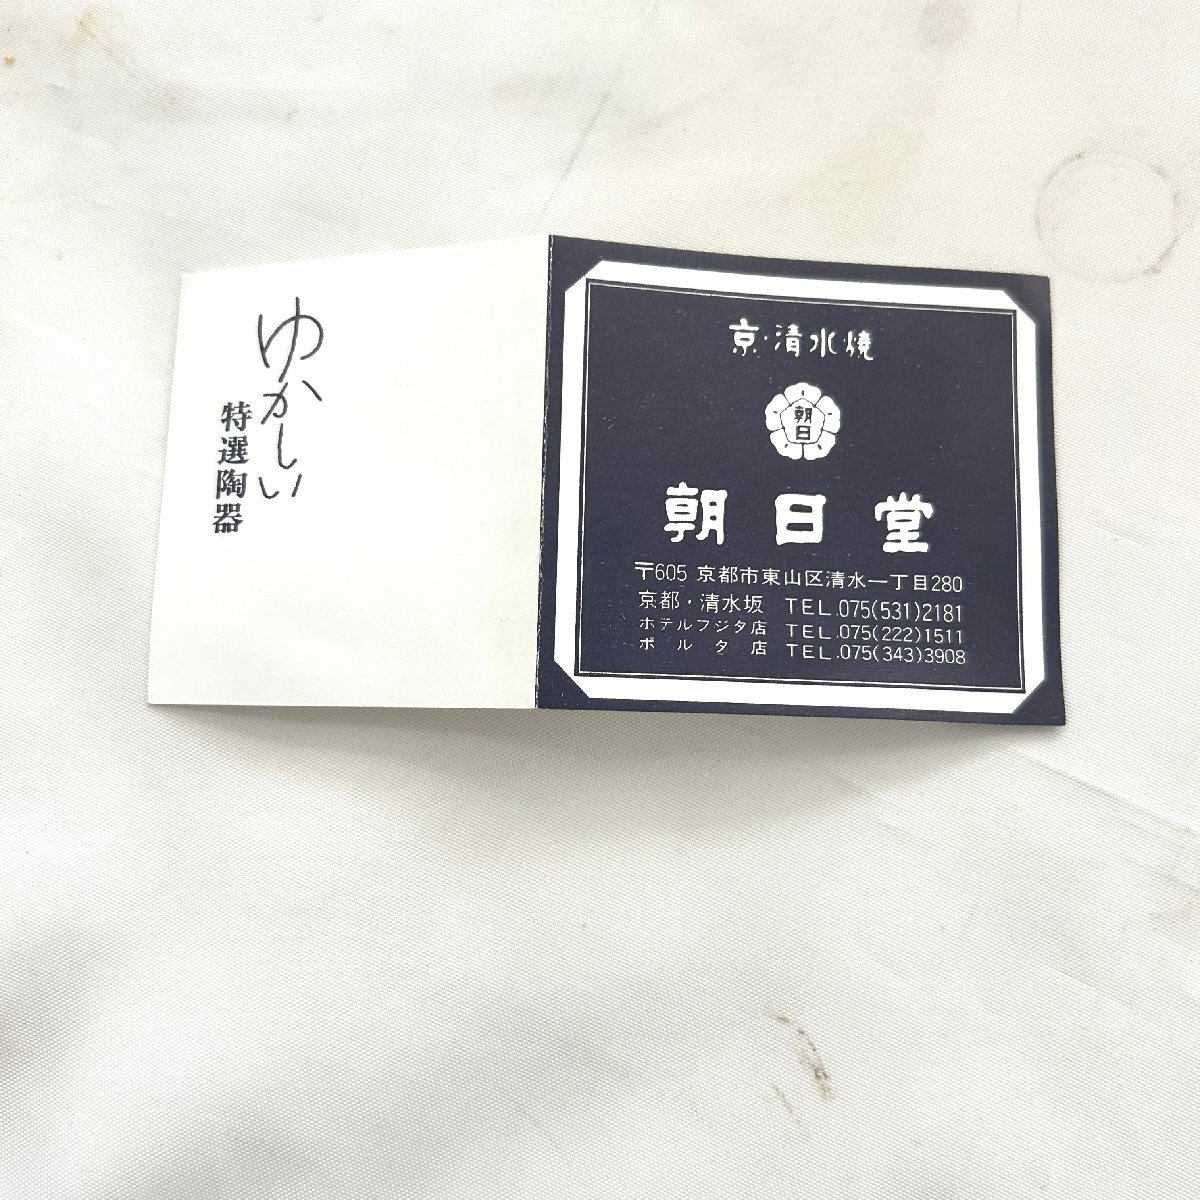 ゆかしい
特選陶器
京・清水焼
朝日
朝日堂
〒605 京都市東山区清水一丁目280
京都・清水坂 TEL.075(531)2181
ホテルフジタ店 TEL.075(222)1511
ポルタ店 TEL.075(343)3908